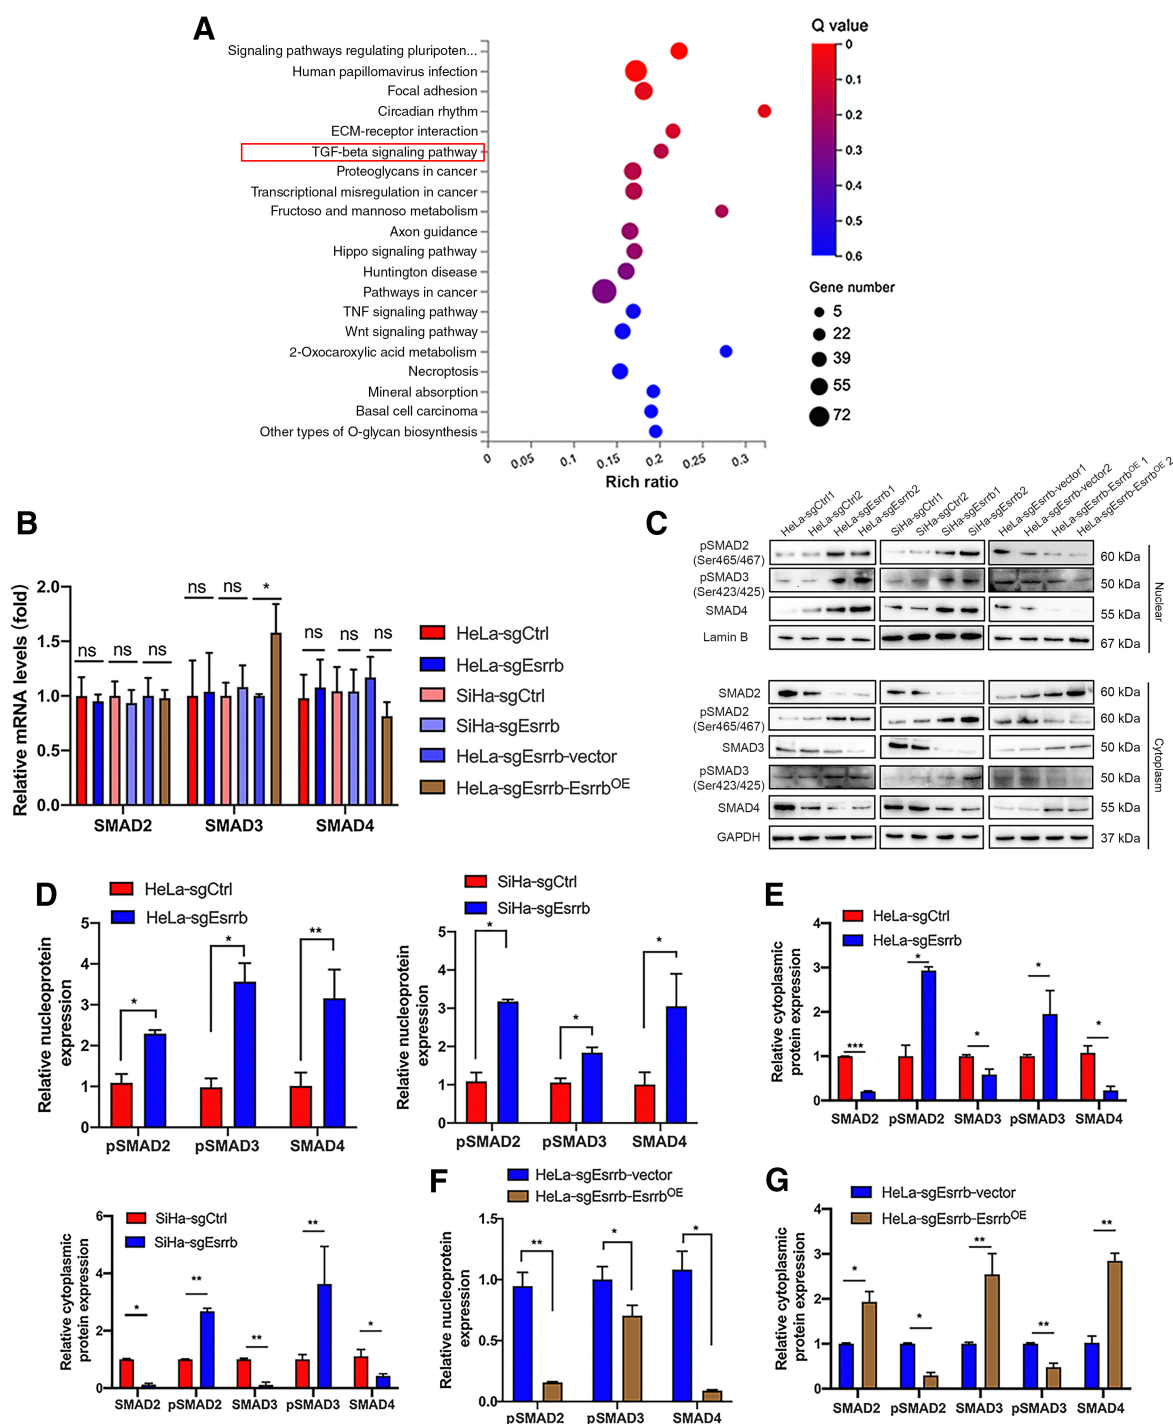 A
Q value
Signaling pathways regulating pluripoten...
Human papillomavirus infection
Focal adhesion
Circadian rhythm
ECM-receptor interaction
TGF-beta signaling pathway
Proteoglycans in cancer
Transcriptional misregulation in cancer
Fructoso and mannoso metabolism
Axon guidance
Hippo signaling pathway
Huntington disease
Pathways in cancer
TNF signaling pathway
Wnt signaling pathway
2-Oxocaroxylic acid metabolism
Necroptosis
Mineral absorption
Basal cell carcinoma
Other types of O-glycan biosynthesis
0 0.05 0.1 0.15 0.2 0.25 0.3
Rich ratio
0
0.1
0.2
0.3
0.4
0.5
0.6
Gene number
5
22
39
55
72
B
Relative mRNA levels (fold)
2.0
1.5
1.0
0.5
0.0
ns ns ns
ns ns *
ns ns ns
SMAD2 SMAD3 SMAD4
HeLa-sgCtrl
HeLa-sgEsrrb
SiHa-sgCtrl
SiHa-sgEsrrb
HeLa-sgEsrrb-vector
HeLa-sgEsrrb-EsrrbOE
C
HeLa-sgCtrl1
HeLa-sgCtrl2
HeLa-sgEsrrb1
HeLa-sgEsrrb2
SiHa-sgCtrl1
SiHa-sgCtrl2
SiHa-sgEsrrb1
SiHa-sgEsrrb2
HeLa-sgEsrrb-vector1
HeLa-sgEsrrb-vector2
HeLa-sgEsrrb-EsrrbOE 1
HeLa-sgEsrrb-EsrrbOE 2
pSMAD2
(Ser465/467)
60 kDa
pSMAD3
(Ser423/425)
50 kDa
SMAD4
55 kDa
Lamin B
67 kDa
Nuclear
SMAD2
60 kDa
pSMAD2
(Ser465/467)
60 kDa
SMAD3
50 kDa
pSMAD3
(Ser423/425)
50 kDa
SMAD4
55 kDa
GAPDH
37 kDa
Cytoplasm
D
HeLa-sgCtrl
HeLa-sgEsrrb
Relative nucleoprotein
expression
5
4
3
2
1
0
* * **
pSMAD2 pSMAD3 SMAD4
SiHa-sgCtrl
SiHa-sgEsrrb
Relative nucleoprotein
expression
5
4
3
2
1
0
* * *
pSMAD2 pSMAD3 SMAD4
E
HeLa-sgCtrl
HeLa-sgEsrrb
Relative cytoplasmic
protein expression
4
3
2
1
0
*** * * * *
SMAD2 pSMAD2 SMAD3 pSMAD3 SMAD4
SiHa-sgCtrl
SiHa-sgEsrrb
Relative cytoplasmic
protein expression
6
4
2
0
* ** ** ** *
SMAD2 pSMAD2 SMAD3 pSMAD3 SMAD4
F
HeLa-sgEsrrb-vector
HeLa-sgEsrrb-EsrrbOE
Relative nucleoprotein
expression
1.5
1.0
0.5
0.0
** * *
pSMAD2 pSMAD3 SMAD4
G
HeLa-sgEsrrb-vector
HeLa-sgEsrrb-EsrrbOE
Relative cytoplasmic
protein expression
4
3
2
1
0
* * ** ** **
SMAD2 pSMAD2 SMAD3 pSMAD3 SMAD4